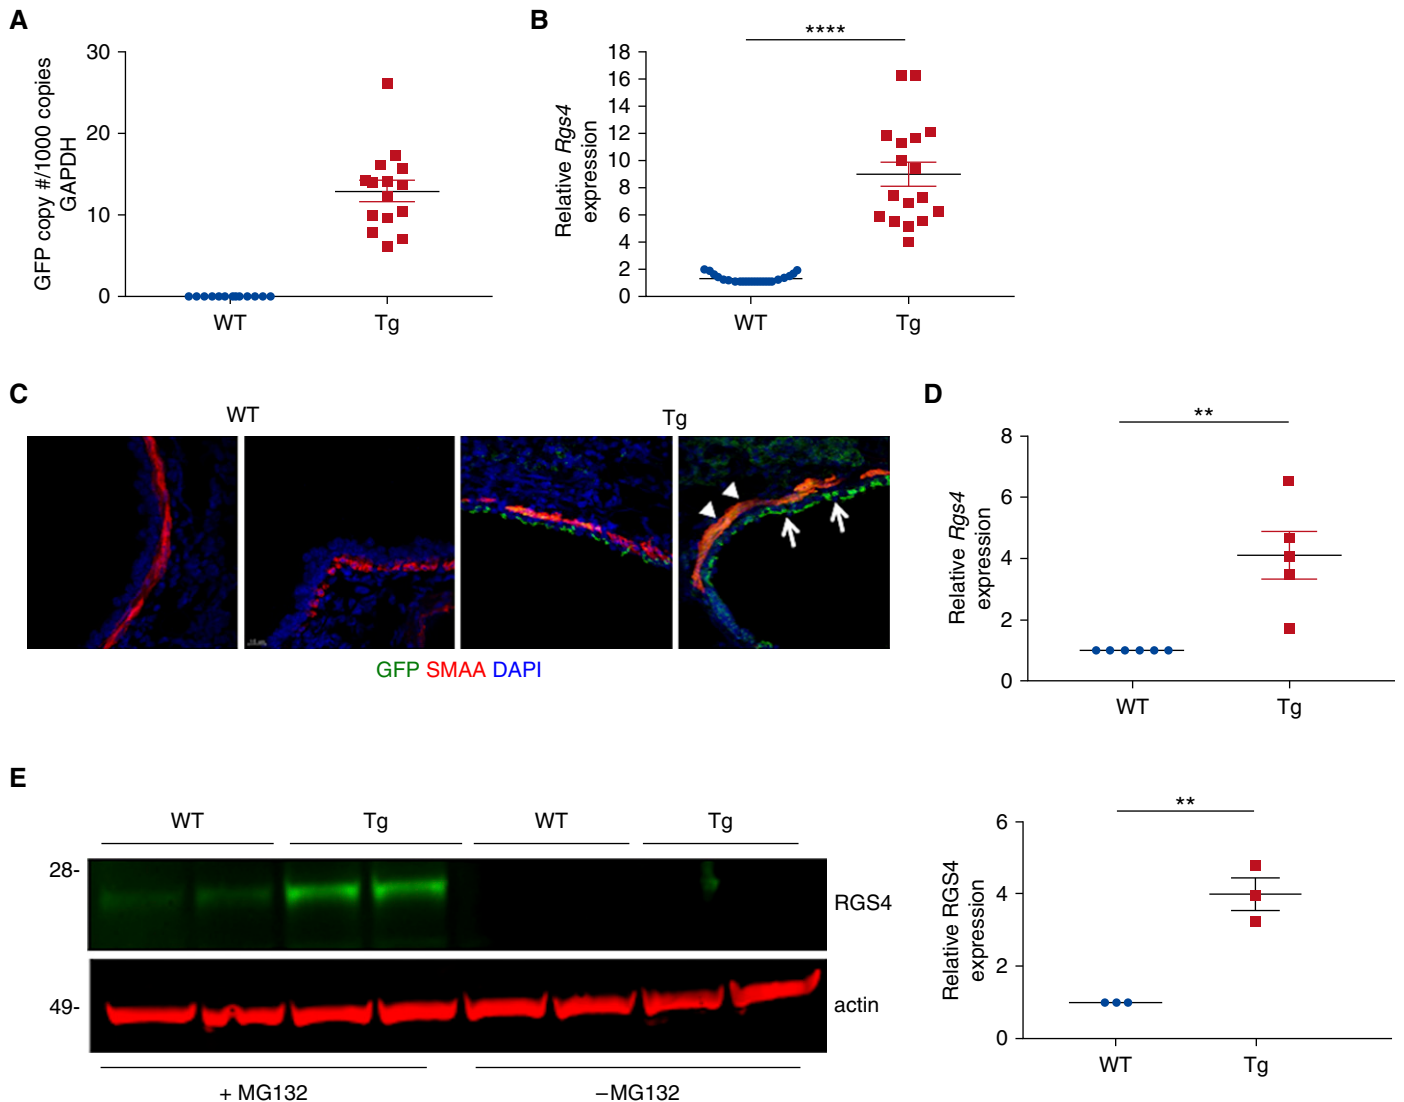 A
GFP copy #/1000 copies
GAPDH
30
20
10
0
WT
Tg
B
****
Relative Rgs4
expression
18
16
14
12
10
8
6
4
2
0
WT
Tg
C
WT
Tg
GFP SMAA DAPI
D
**
Relative Rgs4
expression
8
6
4
2
0
WT
Tg
E
WT
Tg
WT
Tg
28-
RGS4
49-
actin
+ MG132
−MG132
**
Relative RGS4
expression
6
4
2
0
WT
Tg